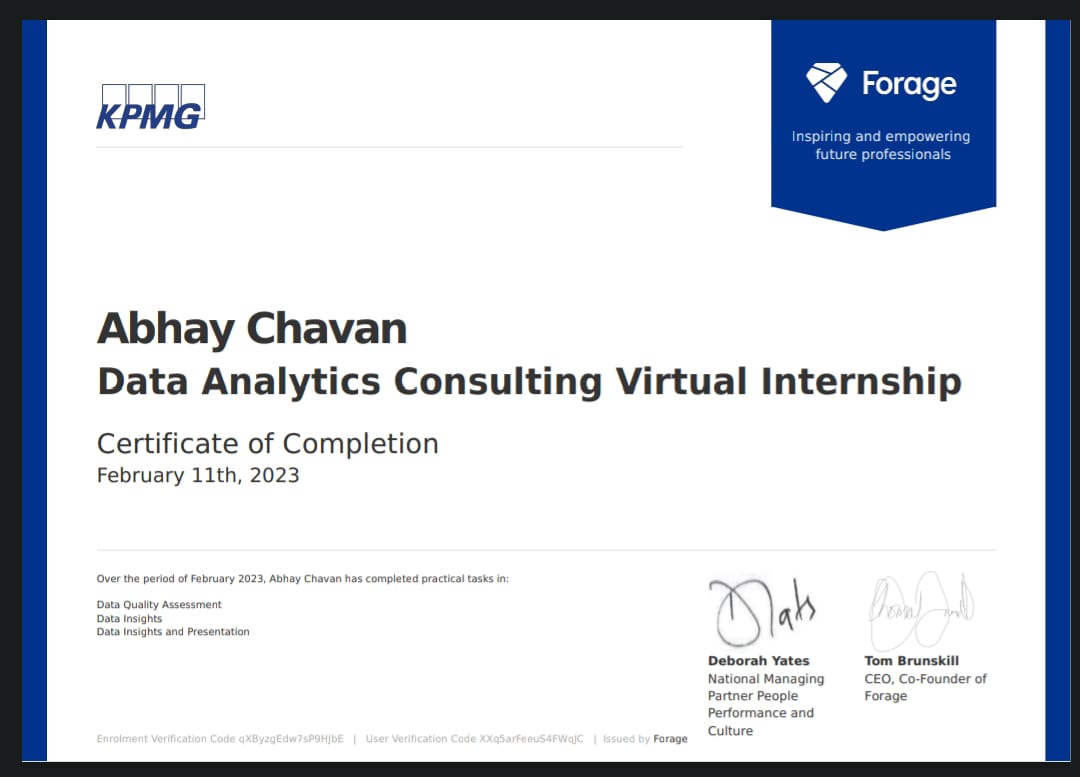 KPMG
Forage
Inspiring and empowering
future professionals
Abhay Chavan
Data Analytics Consulting Virtual Internship
Certificate of Completion
February 11th, 2023
Over the period of February 2023, Abhay Chavan has completed practical tasks in:
Data Quality Assessment
Data Insights
Data Insights and Presentation
Deborah Yates
National Managing
Partner People
Performance and
Culture
Tom Brunskill
CEO, Co-Founder of
Forage
Enrolment Verification Code qXByzgEdw7sP9HJbE | User Verification Code XXq5arFeeuS4FWqJC | Issued by Forage